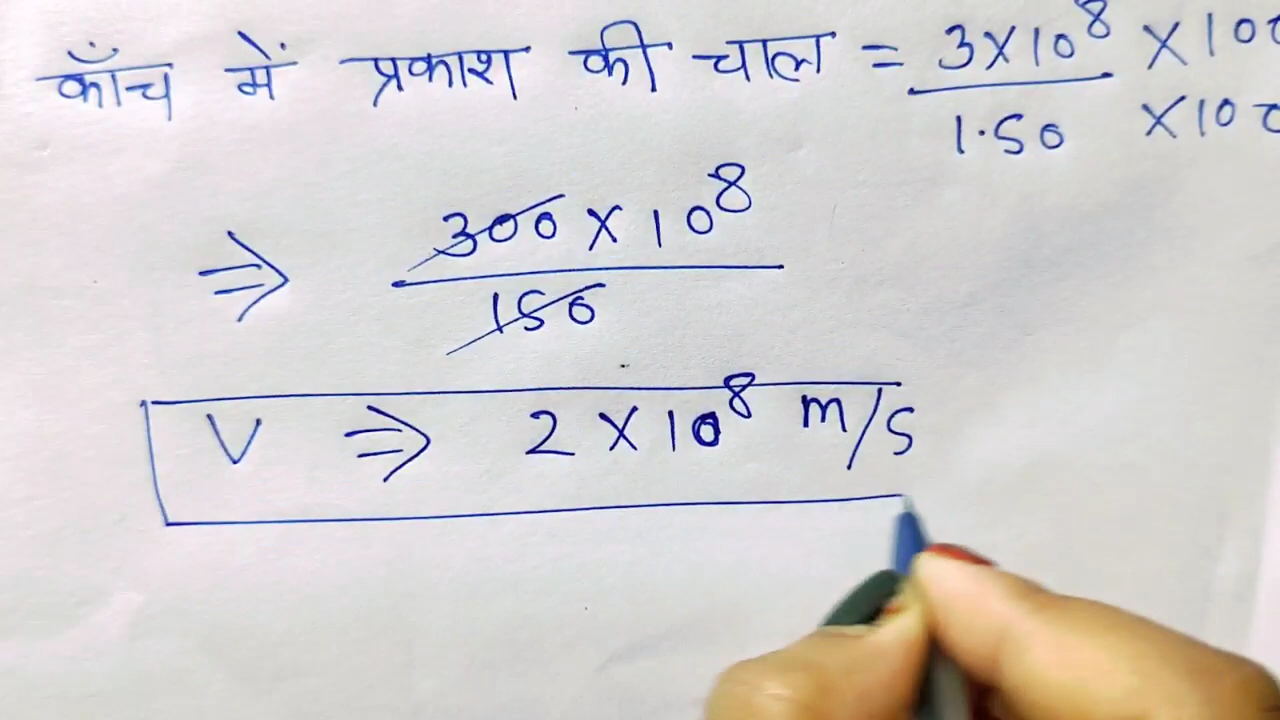 काँच में प्रकाश की चाल = 3×10⁸ × 100
1.50 × 100
⇒ 300 × 10⁸
150
V ⇒ 2 × 10⁸ m/s